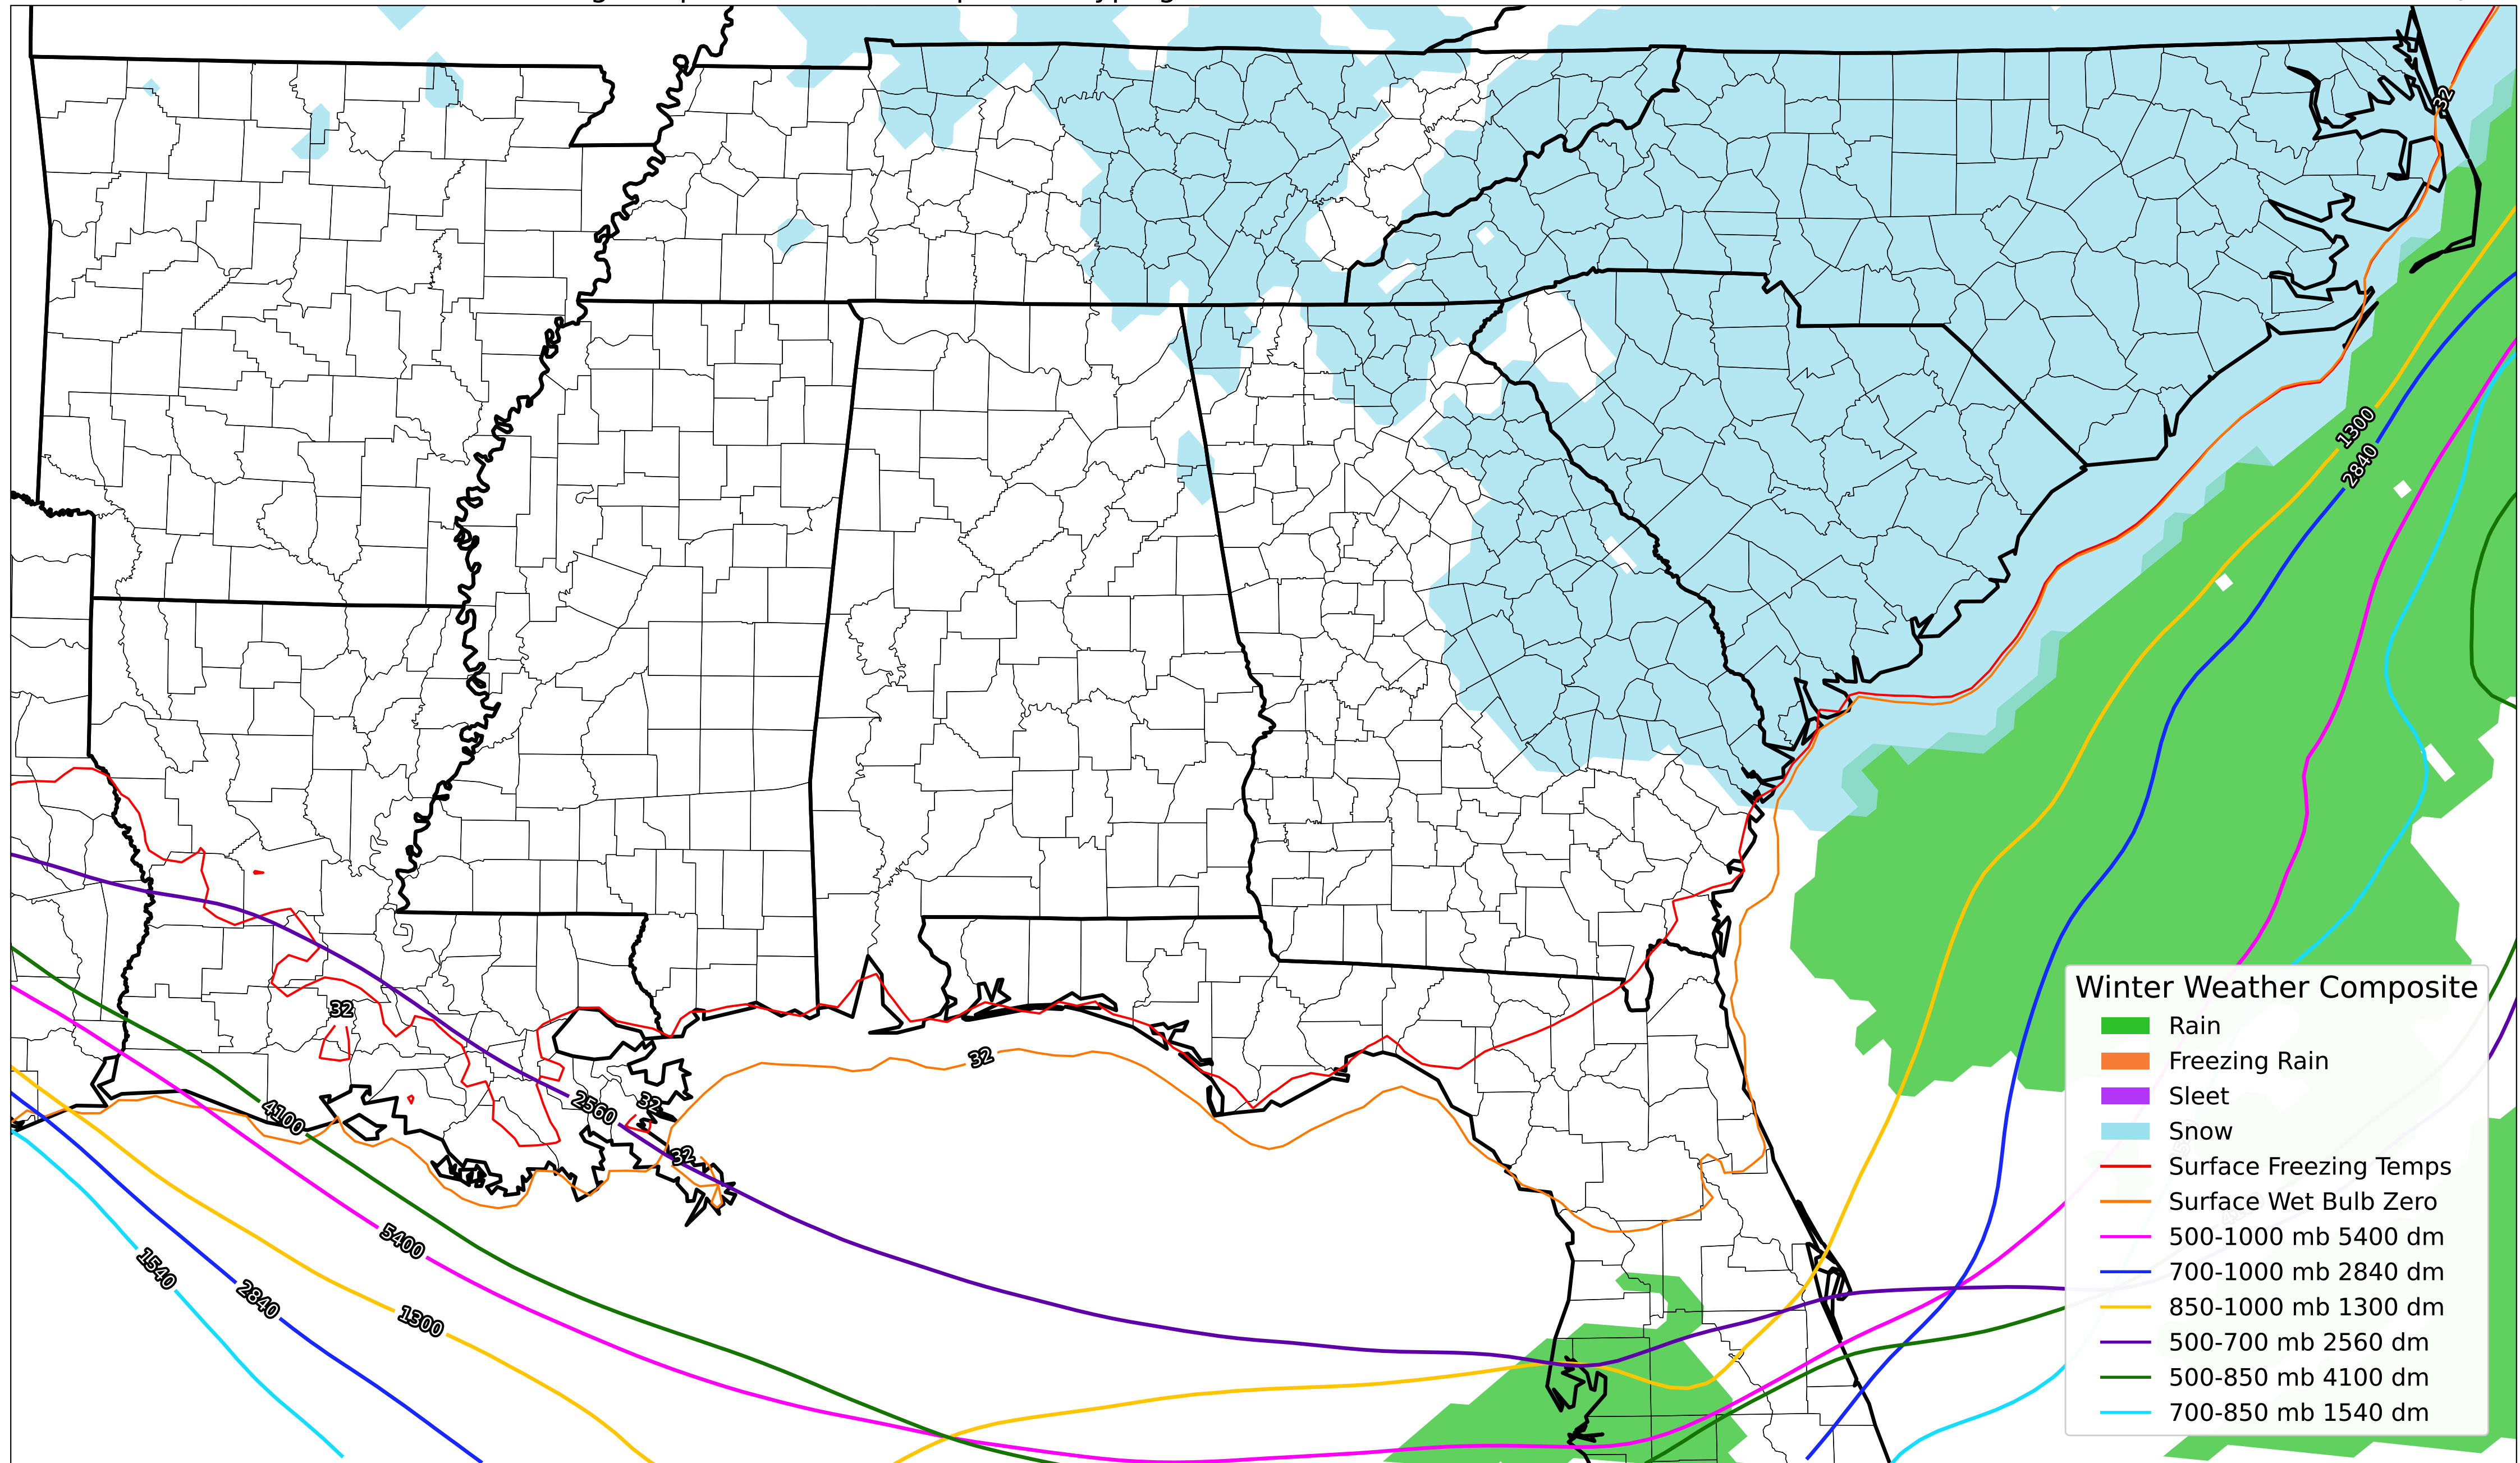 32
1300
2840
32
32
4100
2560
32
32
5400
1540
2840
1300
Winter Weather Composite
Rain
Freezing Rain
Sleet
Snow
Surface Freezing Temps
Surface Wet Bulb Zero
500-1000 mb 5400 dm
700-1000 mb 2840 dm
850-1000 mb 1300 dm
500-700 mb 2560 dm
500-850 mb 4100 dm
700-850 mb 1540 dm